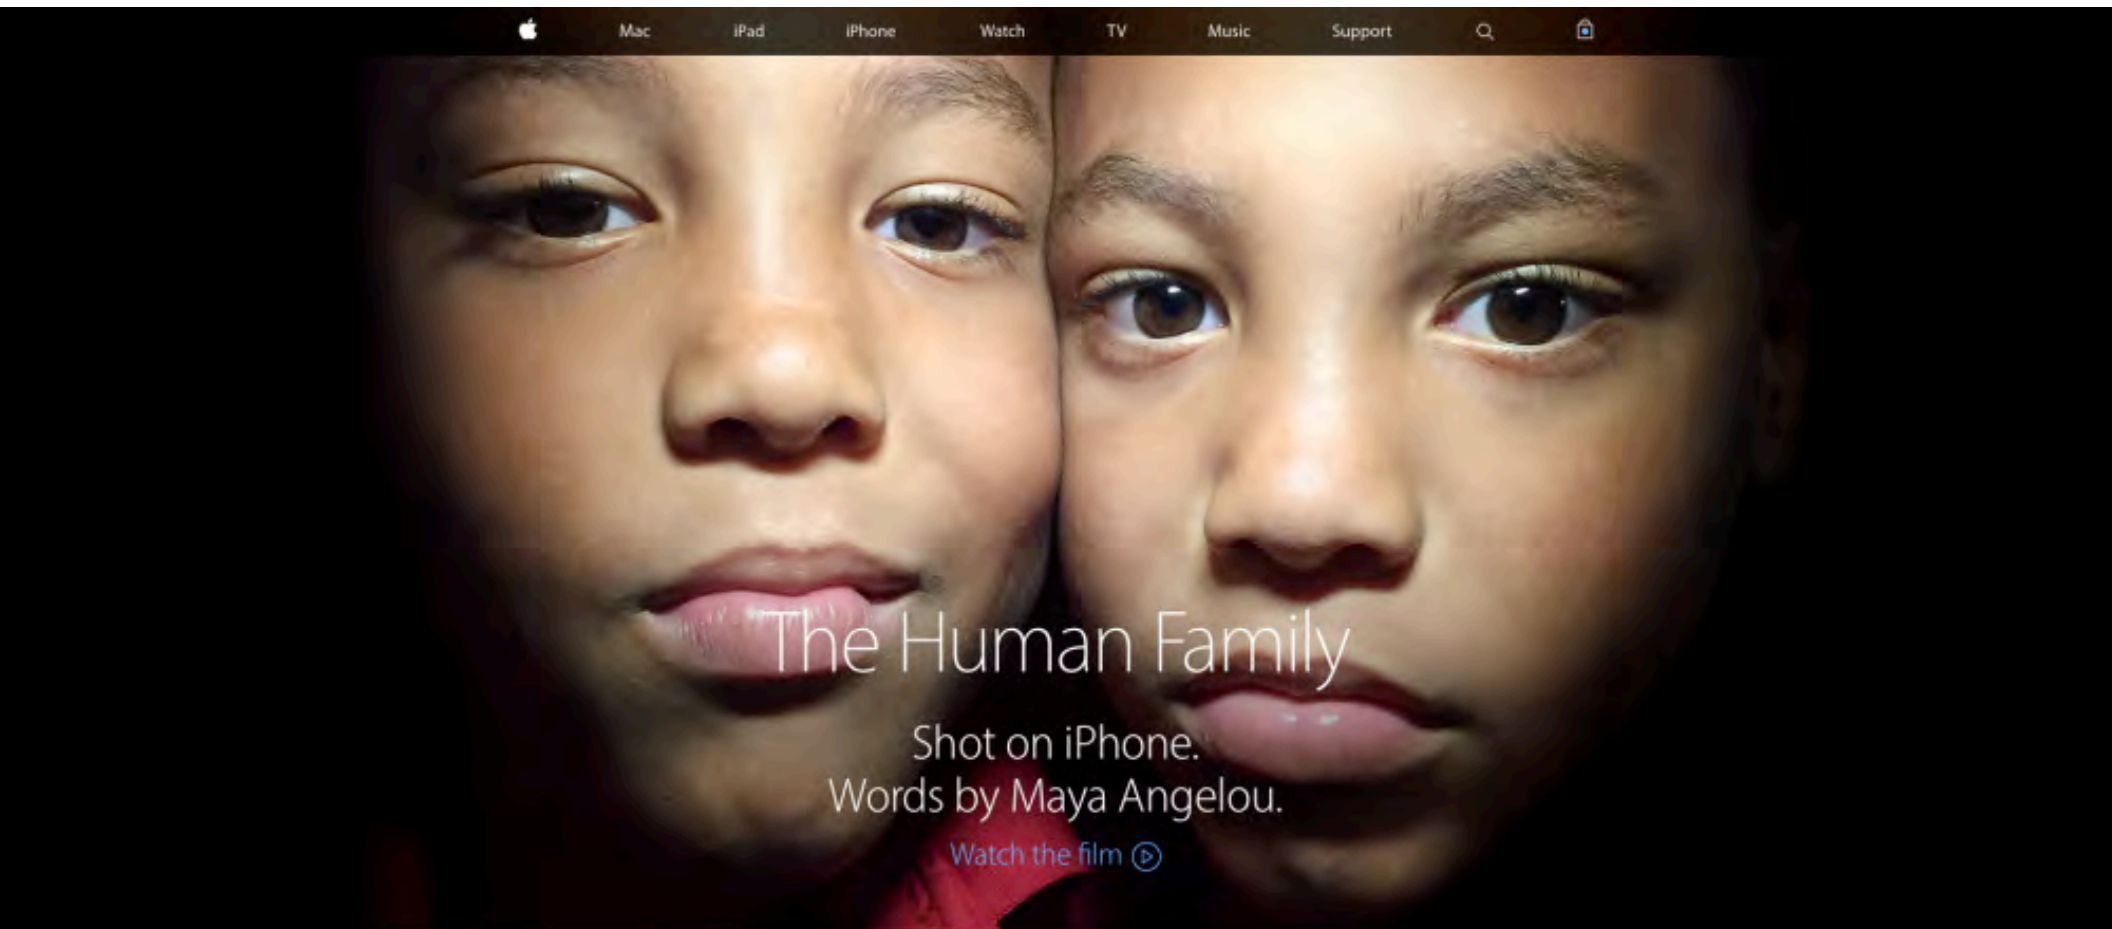 Mac iPad iPhone Watch TV Music Support
The Human Family
Shot on iPhone.
Words by Maya Angelou.
Watch the film